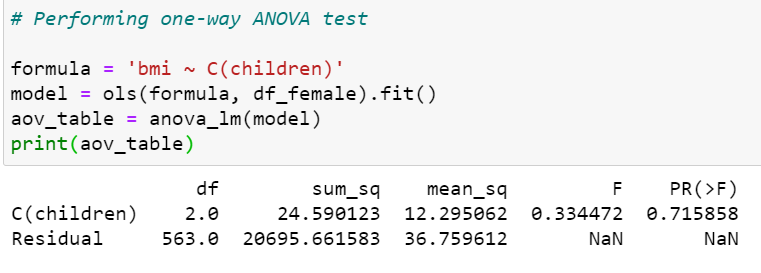 # Performing one-way ANOVA test
formula = 'bmi ~ C(children)'
model = ols(formula, df_female).fit()
aov_table = anova_lm(model)
print(aov_table)
df sum_sq mean_sq F PR(>F)
C(children) 2.0 24.590123 12.295062 0.334472 0.715858
Residual 563.0 20695.661583 36.759612 NaN NaN